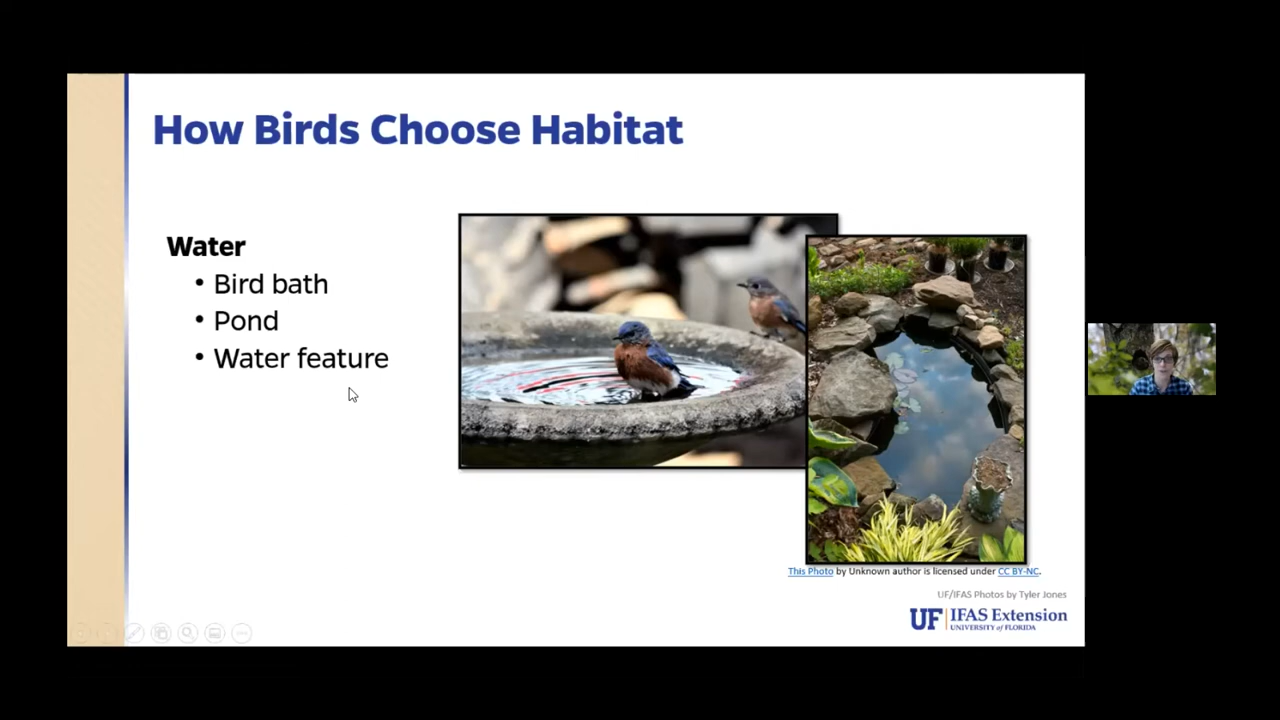 How Birds Choose Habitat
Water
• Bird bath
• Pond
• Water feature
This Photo by Unknown author is licensed under CC BY-NC.
UF/IFAS Photos by Tyler Jones
UF IFAS Extension
UNIVERSITY of FLORIDA